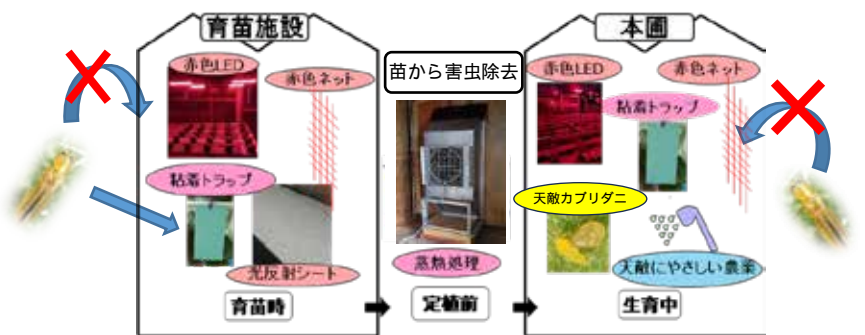 育苗施設
赤色LED
赤色ネット
粘着トラップ
光反射シート
育苗時
苗から害虫除去
蒸熱処理
定植前
本圃
赤色LED
赤色ネット
粘着トラップ
天敵カブリダニ
天敵にやさしい農薬
生育中